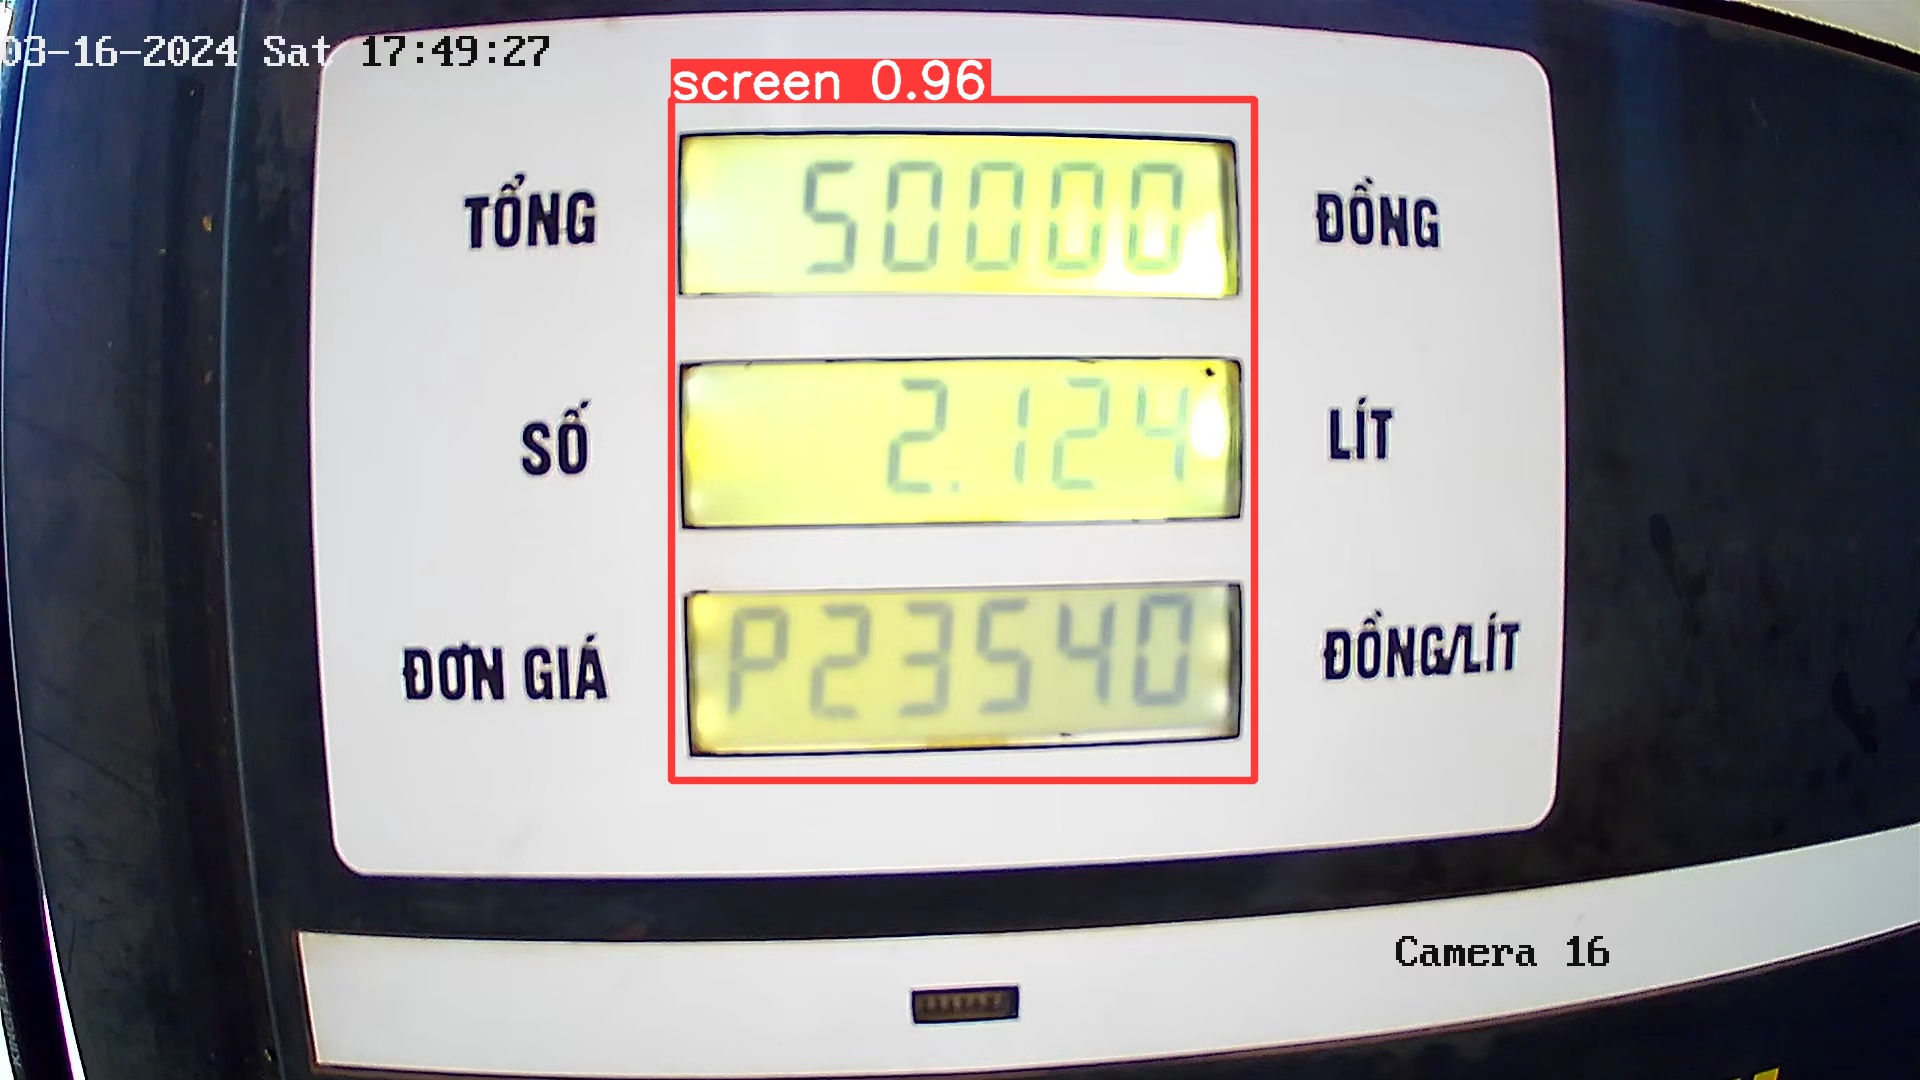 03-16-2024 Sat 17:49:27
screen 0.96
TỔNG 50000 ĐỒNG
SỐ 2.124 LÍT
ĐƠN GIÁ P23540 ĐỒNG/LÍT
Camera 16